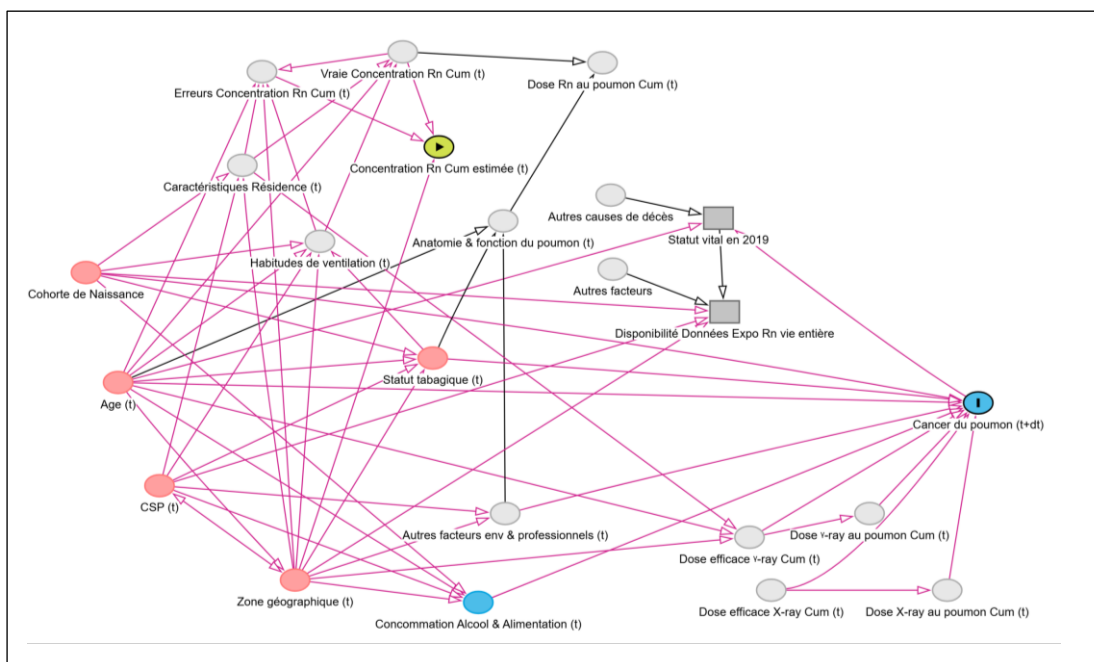 Vraie Concentration Rn Cum (t)
Erreurs Concentration Rn Cum (t)
Dose Rn au poumon Cum (t)
Concentration Rn Cum estimée (t)
Caractéristiques Résidence (t)
Autres causes de décès
Statut vital en 2019
Anatomie & fonction du poumon (t)
Habitudes de ventilation (t)
Cohorte de Naissance
Autres facteurs
Disponibilité Données Expo Rn vie entière
Statut tabagique (t)
Age (t)
Cancer du poumon (t+dt)
CSP (t)
Autres facteurs env & professionnels (t)
Dose γ-ray au poumon Cum (t)
Dose efficace γ-ray Cum (t)
Zone géographique (t)
Concommation Alcool & Alimentation (t)
Dose efficace X-ray Cum (t)
Dose X-ray au poumon Cum (t)